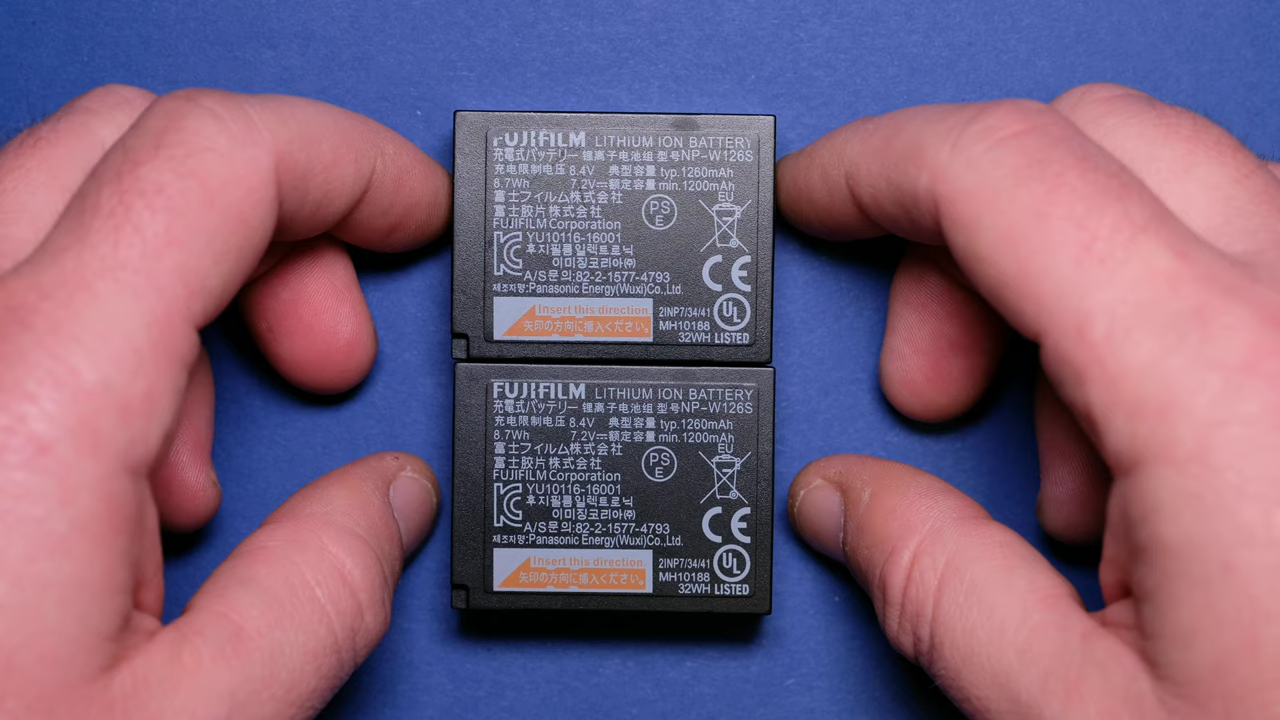 FUJIFILM LITHIUM ION BATTERY
充電式バッテリー 锂离子电池组 型号NP-W126S
充电限制电压 8.4V 典型容量 typ.1260mAh
8.7Wh 7.2V⎓額定容量 min.1200mAh
富士フイルム株式会社
富士胶片株式会社
FUJIFILM Corporation
PS E
EU
YU10116-16001
후지필름일렉트로닉
이미징코리아㈜
A/S문의:82-2-1577-4793
제조자명:Panasonic Energy(Wuxi)Co.,Ltd.
CE
Insert this direction.
矢印の方向に挿入ください。
2INP7/34/41
MH10188
32WH
UL
LISTED
FUJIFILM LITHIUM ION BATTERY
充電式バッテリー 锂离子电池组 型号NP-W126S
充电限制电压 8.4V 典型容量 typ.1260mAh
8.7Wh 7.2V⎓額定容量 min.1200mAh
富士フイルム株式会社
富士胶片株式会社
FUJIFILM Corporation
PS E
EU
YU10116-16001
후지필름일렉트로닉
이미징코리아㈜
A/S문의:82-2-1577-4793
제조자명:Panasonic Energy(Wuxi)Co.,Ltd.
CE
Insert this direction.
矢印の方向に挿入ください。
2INP7/34/41
MH10188
32WH
UL
LISTED